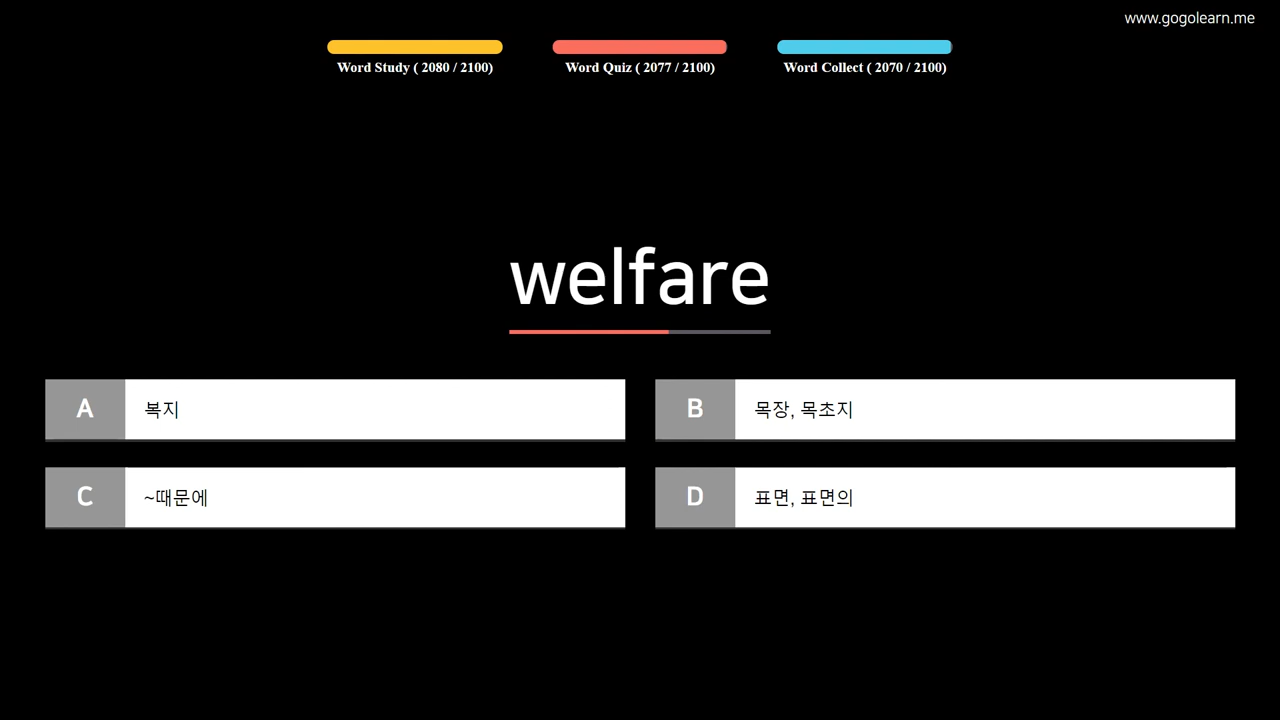 www.gogolearn.me
Word Study ( 2080 / 2100)
Word Quiz ( 2077 / 2100)
Word Collect ( 2070 / 2100)
welfare
A 복지
B 목장, 목초지
C ~때문에
D 표면, 표면의